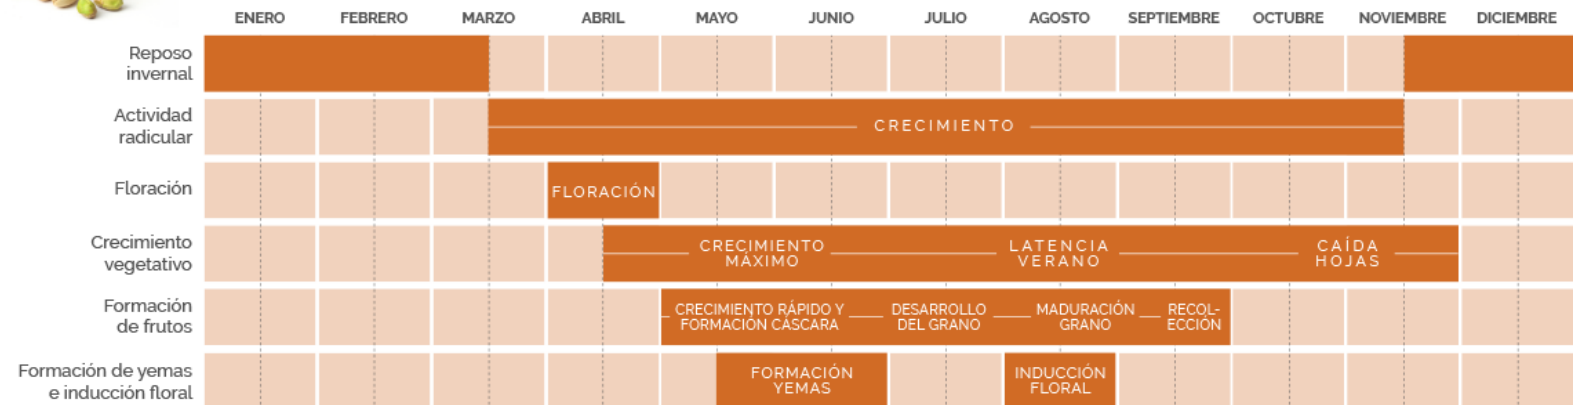 ENERO FEBRERO MARZO ABRIL MAYO JUNIO JULIO AGOSTO SEPTIEMBRE OCTUBRE NOVIEMBRE DICIEMBRE
Reposo
invernal
Actividad
radicular
CRECIMIENTO
Floración
FLORACIÓN
Crecimiento
vegetativo
CRECIMIENTO
MÁXIMO
LATENCIA
VERANO
CAÍDA
HOJAS
Formación
de frutos
CRECIMIENTO RÁPIDO Y
FORMACIÓN CÁSCARA
DESARROLLO
DEL GRANO
MADURACIÓN
GRANO
RECOL-
ECCIÓN
Formación de yemas
e inducción floral
FORMACIÓN
YEMAS
INDUCCIÓN
FLORAL